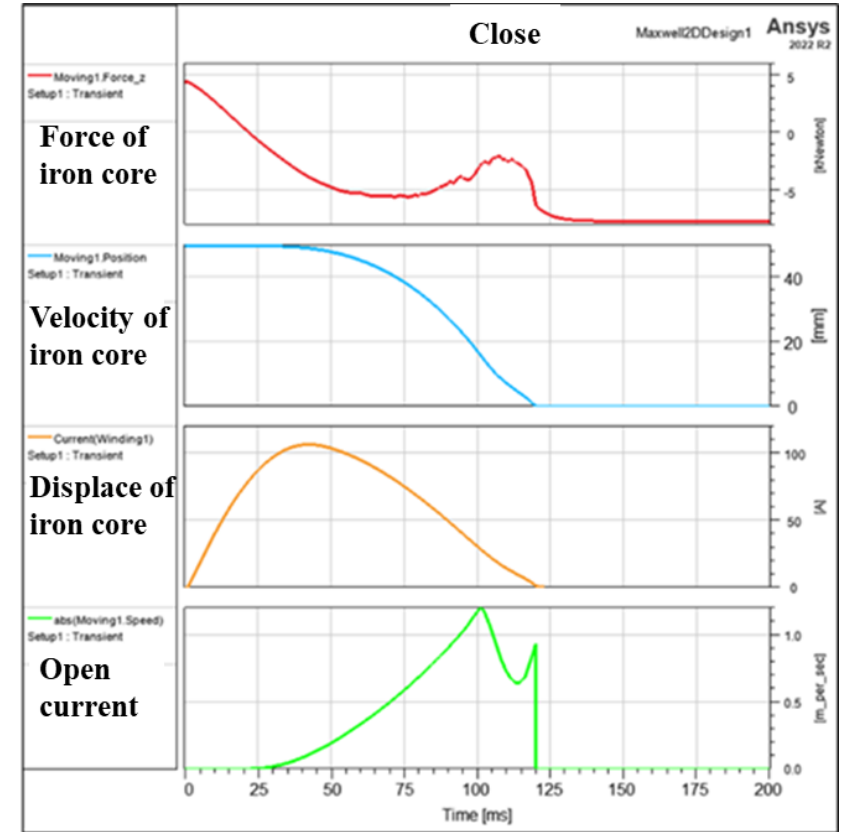 Close
Maxwell2DDesign1
Ansys
2022 R2
Moving1.Force_z
Setup1 : Transient
Force of
iron core
5
0
-5
[kNewton]
Moving1.Position
Setup1 : Transient
Velocity of
iron core
40
20
0
[mm]
Current(Winding1)
Setup1 : Transient
Displace of
iron core
100
50
0
[A]
abs(Moving1.Speed)
Setup1 : Transient
Open
current
1.0
0.5
0.0
[m_per_sec]
0 25 50 75 100 125 150 175 200
Time [ms]